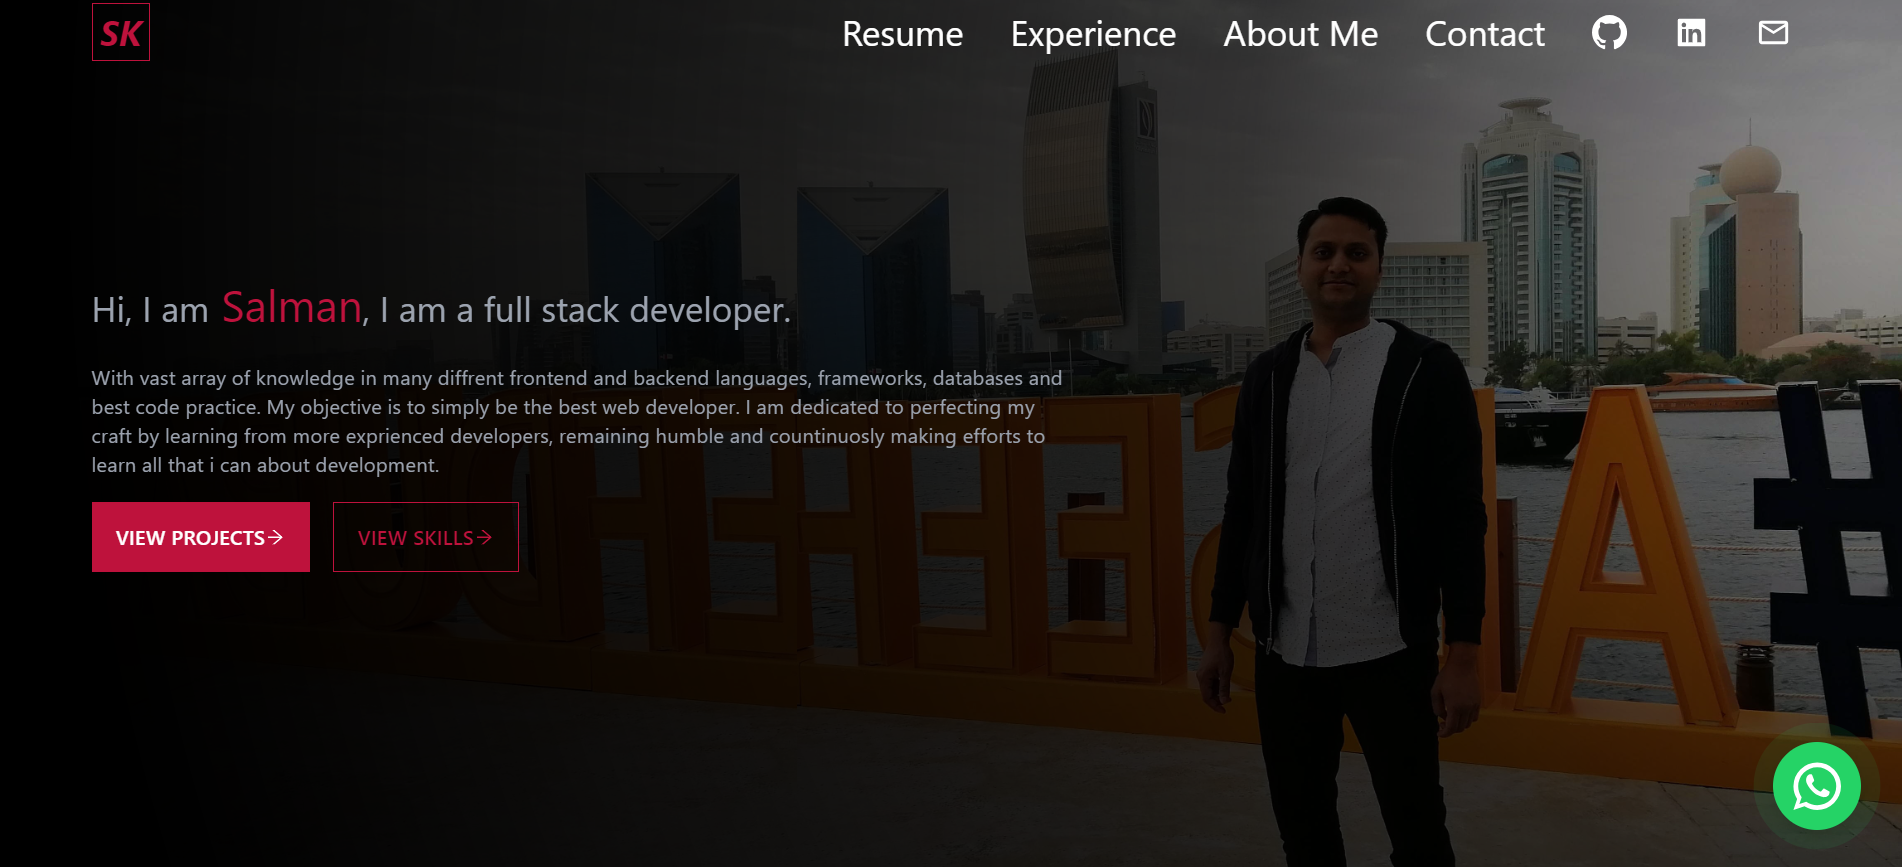 SK
Resume Experience About Me Contact
Hi, I am Salman, I am a full stack developer.
With vast array of knowledge in many diffrent frontend and backend languages, frameworks, databases and
best code practice. My objective is to simply be the best web developer. I am dedicated to perfecting my
craft by learning from more exprienced developers, remaining humble and countinuosly making efforts to
learn all that i can about development.
VIEW PROJECTS→ VIEW SKILLS→